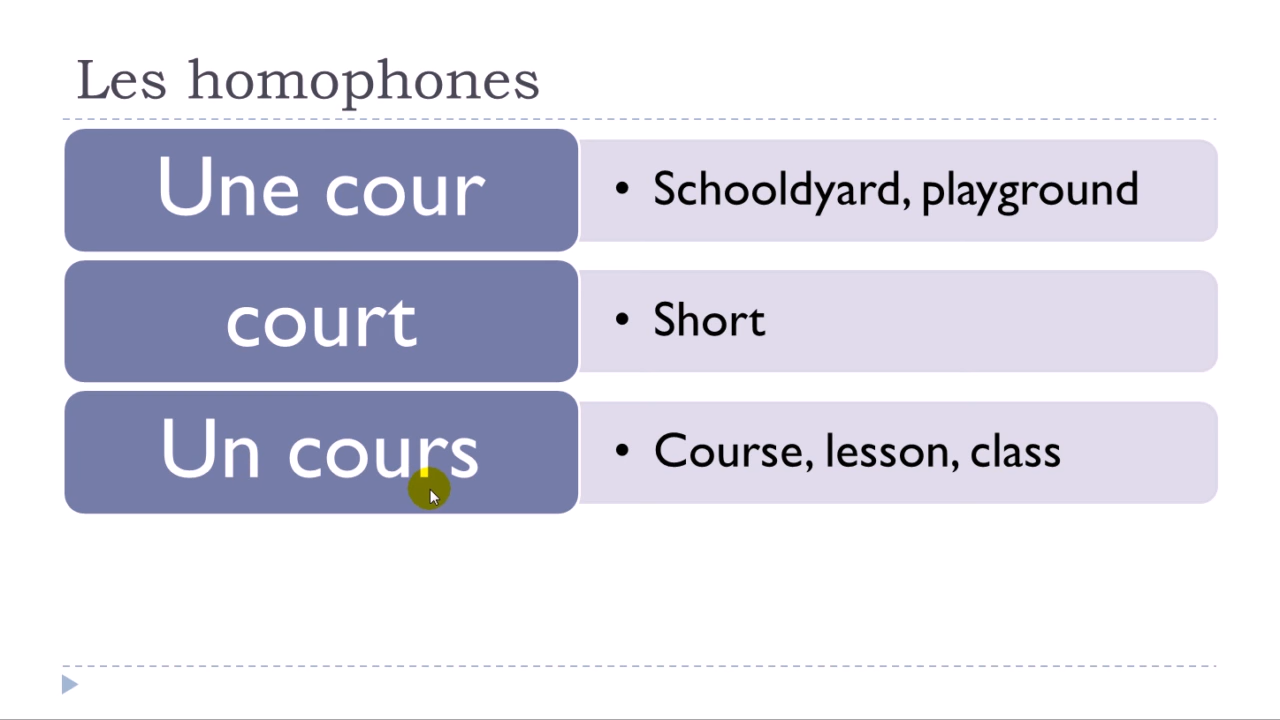 Les homophones
Une cour
• Schooldyard, playground
court
• Short
Un cours
• Course, lesson, class